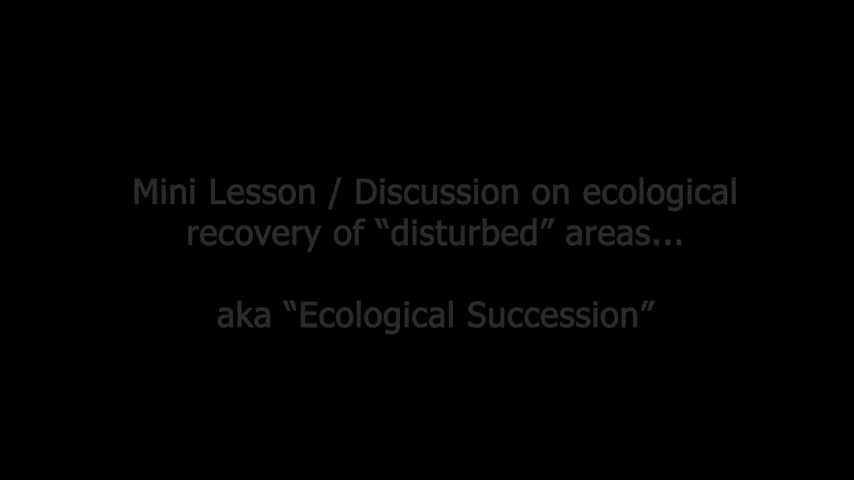 Mini Lesson / Discussion on ecological
recovery of “disturbed” areas...
aka “Ecological Succession”